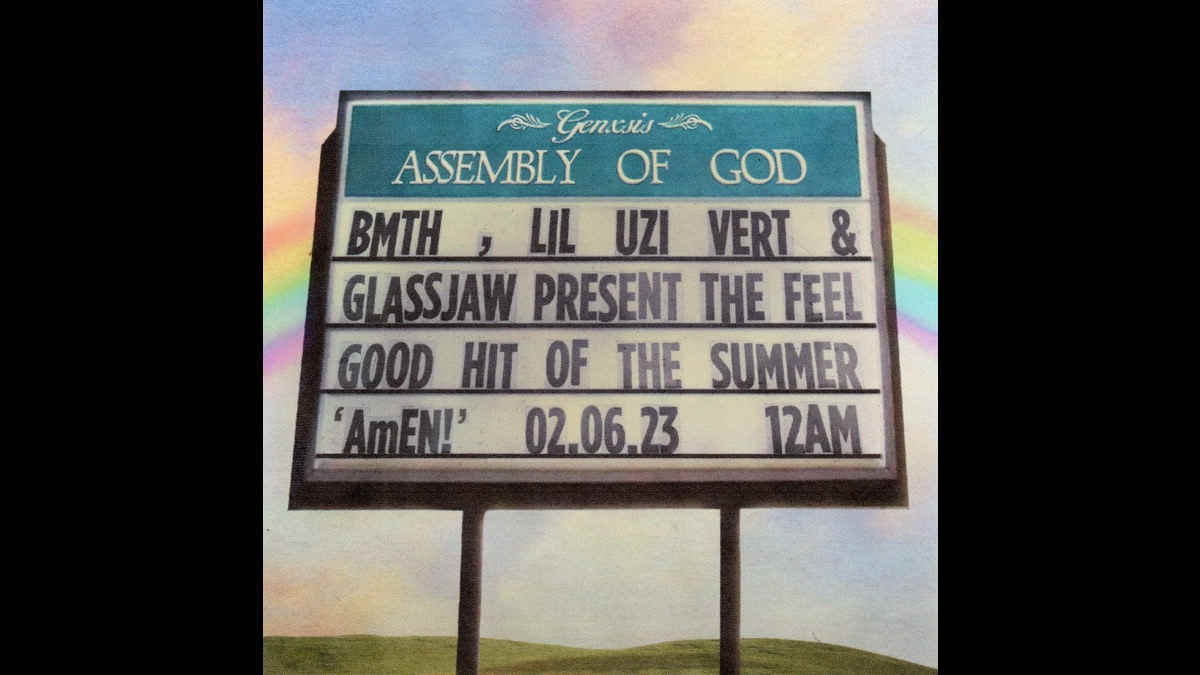 Genxsis
ASSEMBLY OF GOD
BMTH , LIL UZI VERT &
GLASSJAW PRESENT THE FEEL
GOOD HIT OF THE SUMMER
‘AmEN!’ 02.06.23 12AM